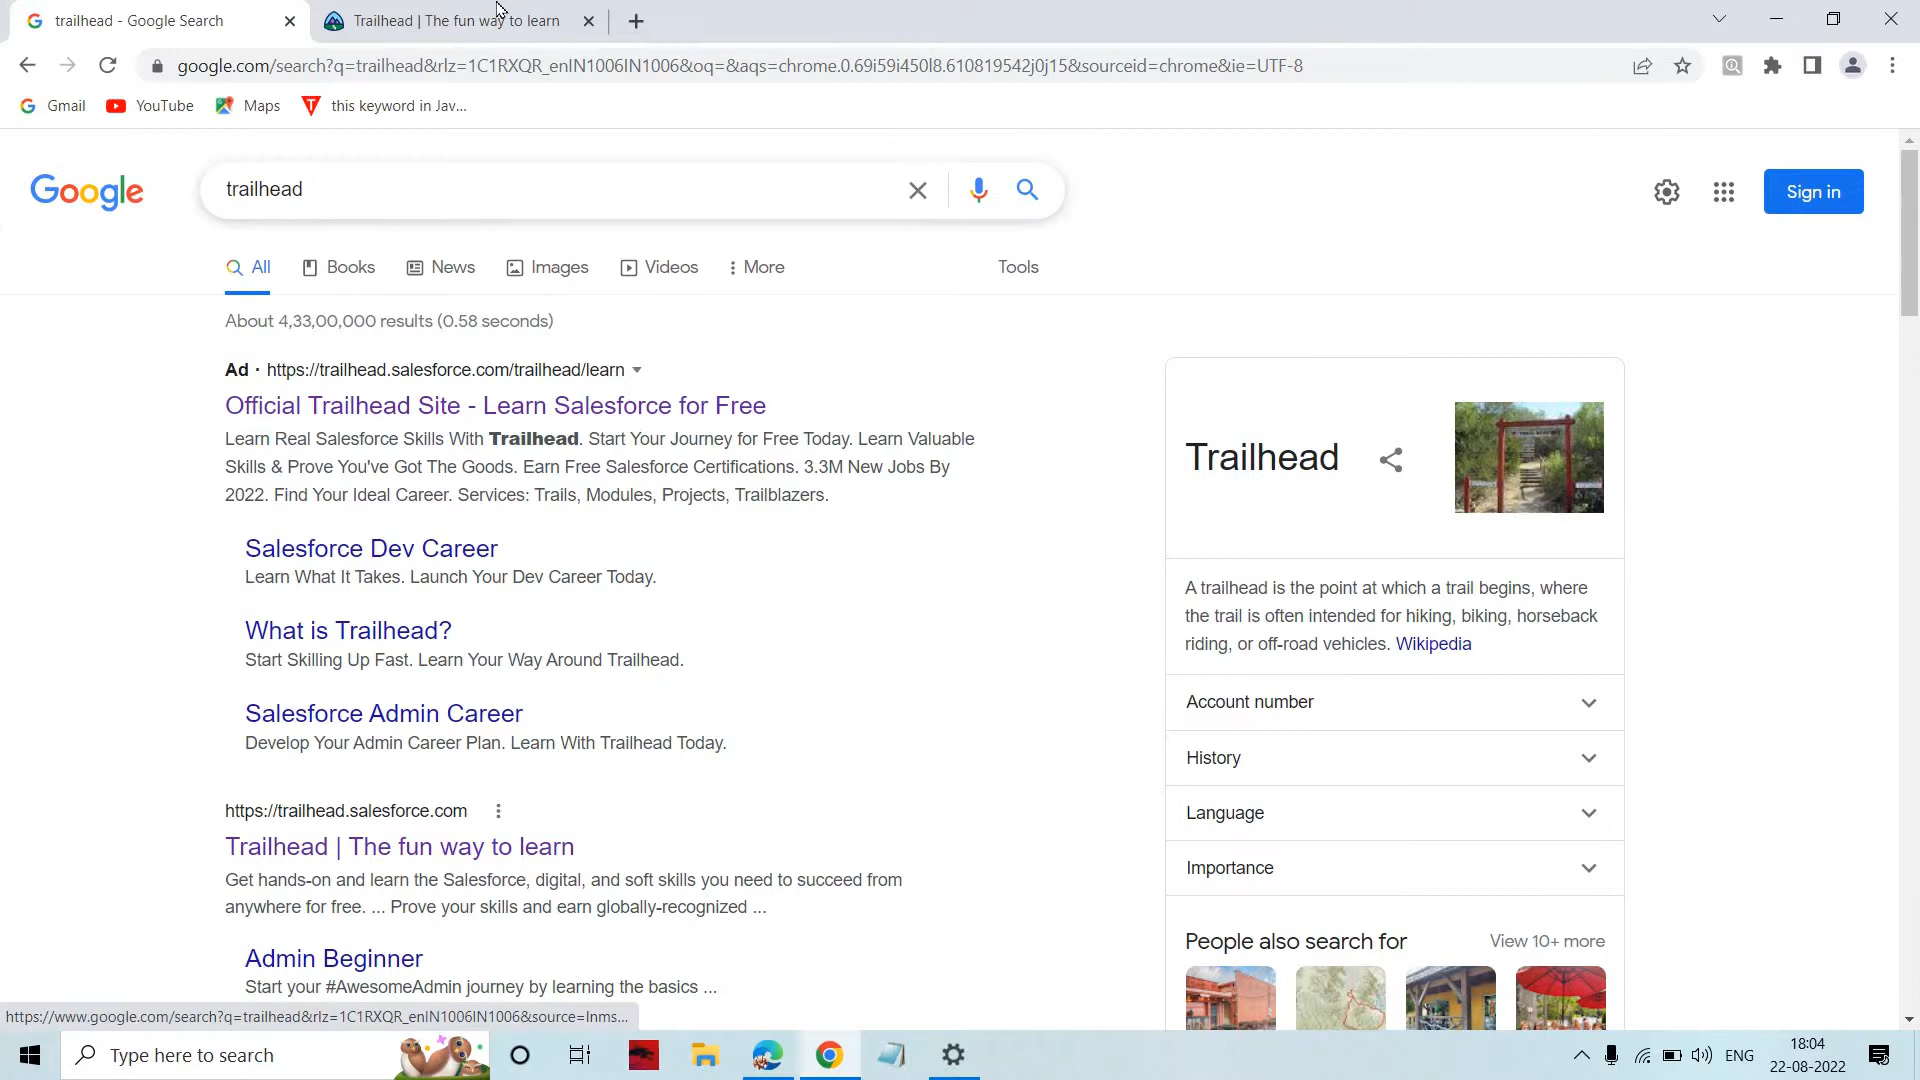 trailhead - Google Search
Trailhead | The fun way to learn
google.com/search?q=trailhead&rlz=1C1RXQR_enIN1006IN1006&oq=&aqs=chrome.0.69i59i450l8.610819542j0j15&sourceid=chrome&ie=UTF-8
Gmail
YouTube
Maps
this keyword in Jav...
Google
trailhead
Sign in
All
Books
News
Images
Videos
More
Tools
About 4,33,00,000 results (0.58 seconds)
Ad · https://trailhead.salesforce.com/trailhead/learn
Official Trailhead Site - Learn Salesforce for Free
Learn Real Salesforce Skills With Trailhead. Start Your Journey for Free Today. Learn Valuable
Skills & Prove You've Got The Goods. Earn Free Salesforce Certifications. 3.3M New Jobs By
2022. Find Your Ideal Career. Services: Trails, Modules, Projects, Trailblazers.
Salesforce Dev Career
Learn What It Takes. Launch Your Dev Career Today.
What is Trailhead?
Start Skilling Up Fast. Learn Your Way Around Trailhead.
Salesforce Admin Career
Develop Your Admin Career Plan. Learn With Trailhead Today.
https://trailhead.salesforce.com
Trailhead | The fun way to learn
Get hands-on and learn the Salesforce, digital, and soft skills you need to succeed from
anywhere for free. ... Prove your skills and earn globally-recognized ...
Admin Beginner
Start your #AwesomeAdmin journey by learning the basics ...
Trailhead
A trailhead is the point at which a trail begins, where
the trail is often intended for hiking, biking, horseback
riding, or off-road vehicles. Wikipedia
Account number
History
Language
Importance
People also search for
View 10+ more
https://www.google.com/search?q=trailhead&rlz=1C1RXQR_enIN1006IN1006&source=lnms...
Type here to search
ENG
18:04
22-08-2022